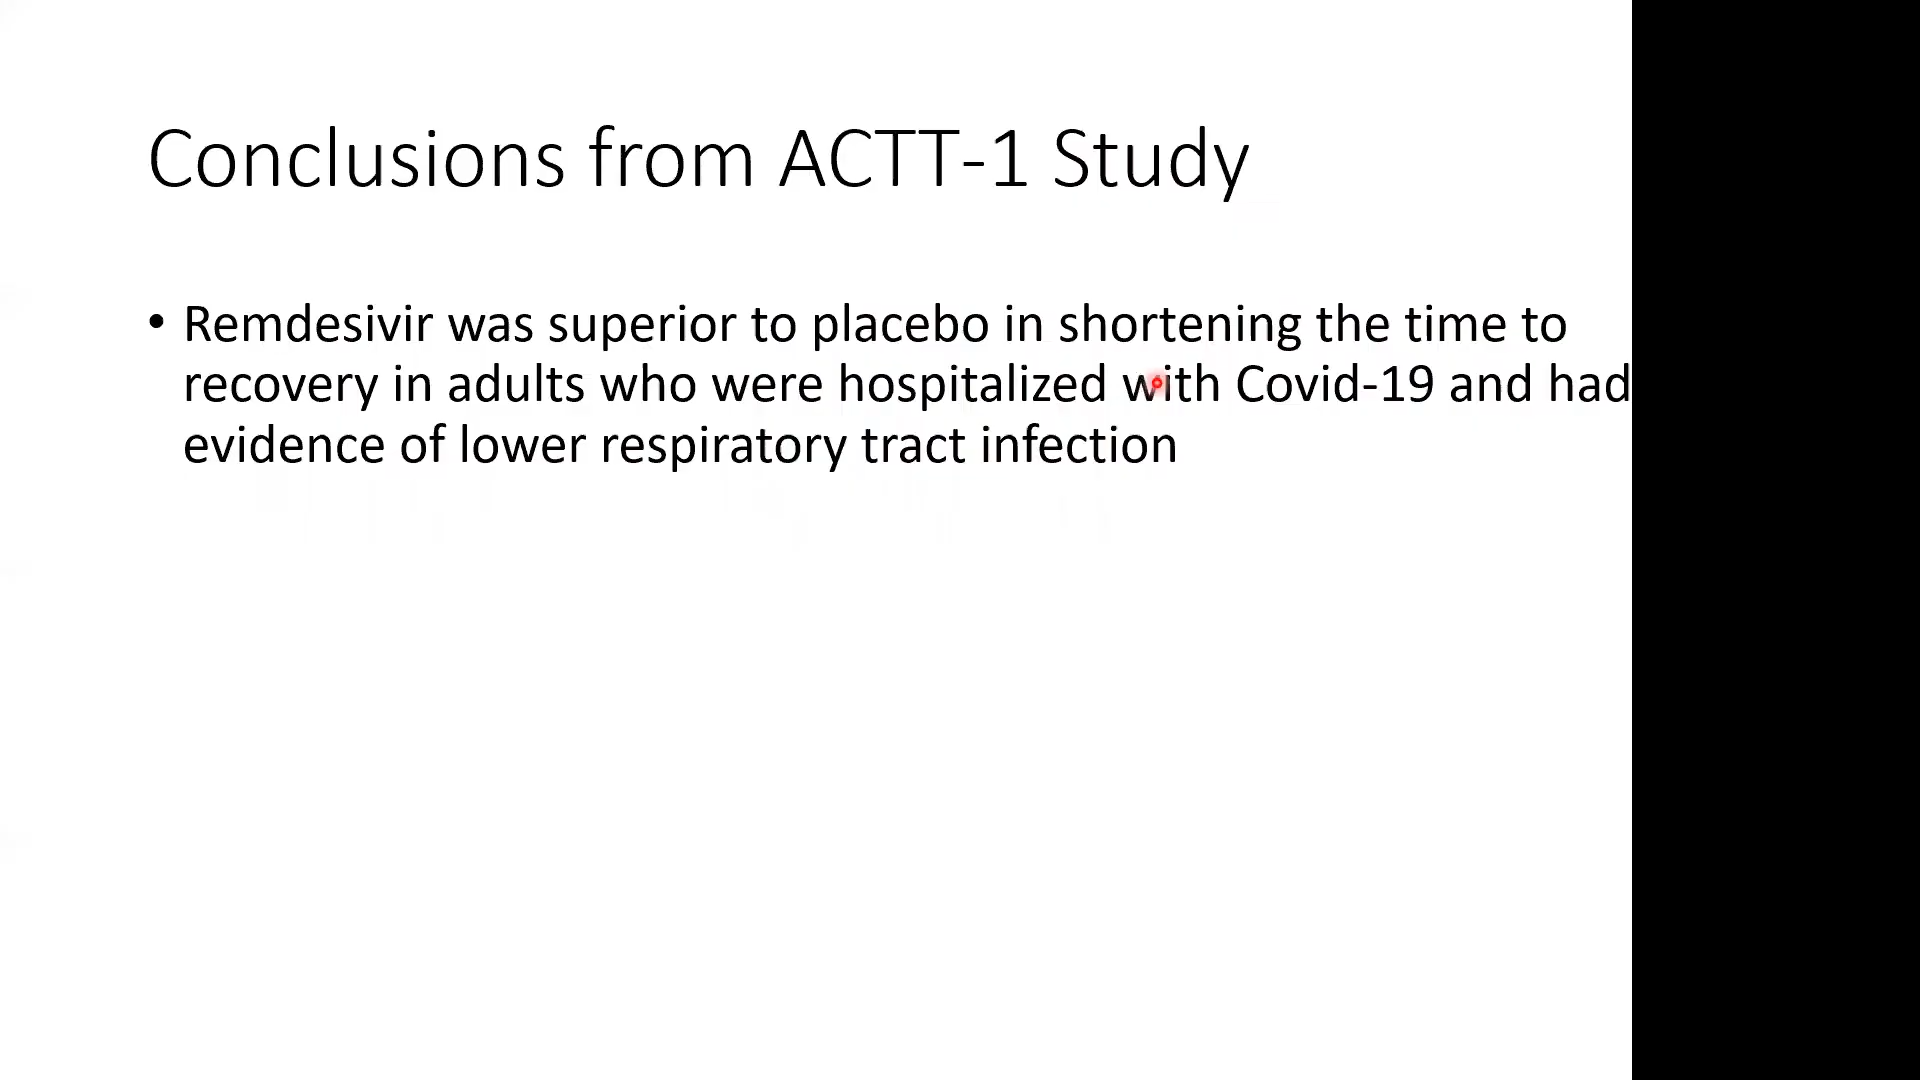 Conclusions from ACTT-1 Study
• Remdesivir was superior to placebo in shortening the time to
recovery in adults who were hospitalized with Covid-19 and had
evidence of lower respiratory tract infection